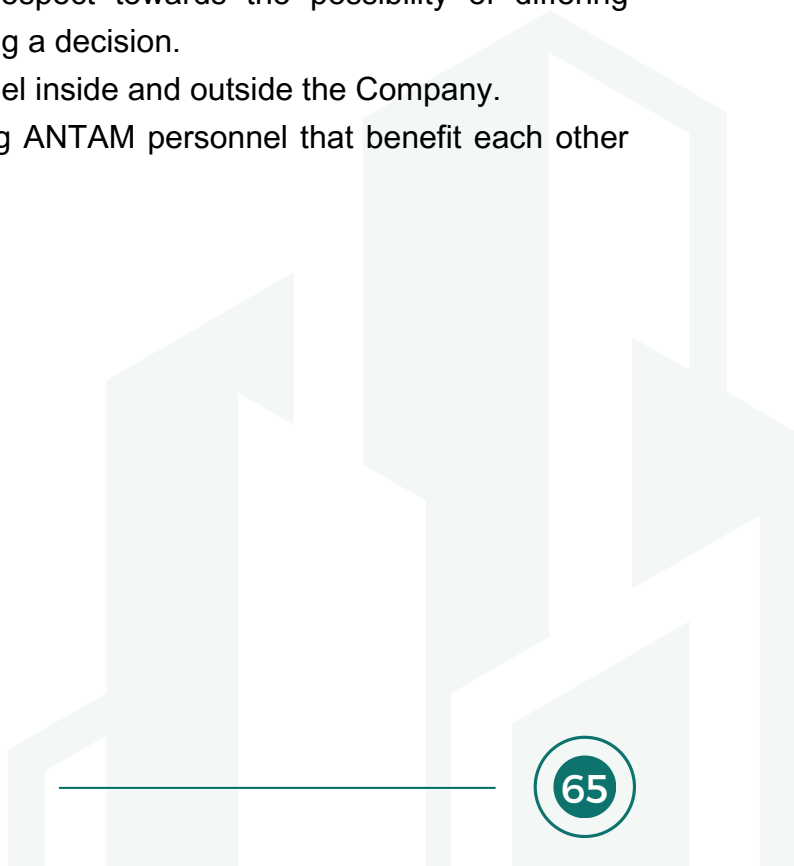 espect towards the possibility of differing
g a decision.
el inside and outside the Company.
g ANTAM personnel that benefit each other
65